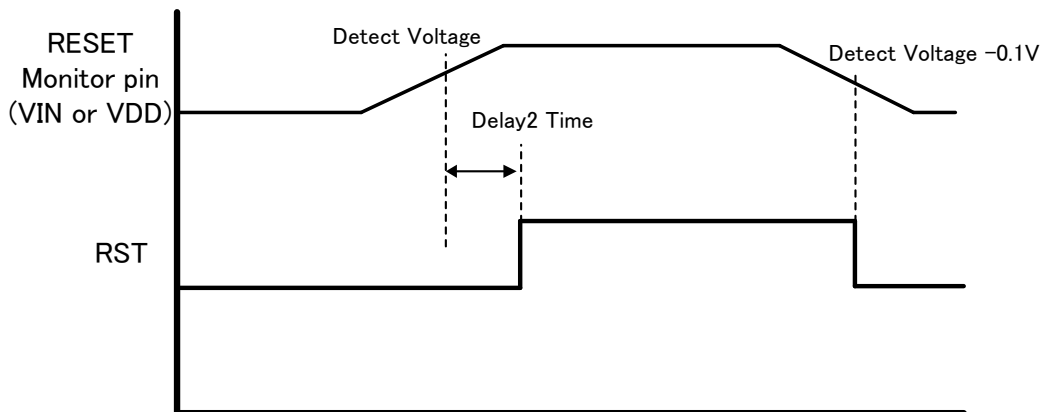 RESET
Monitor pin
(VIN or VDD)
Detect Voltage
Detect Voltage -0.1V
Delay2 Time
RST